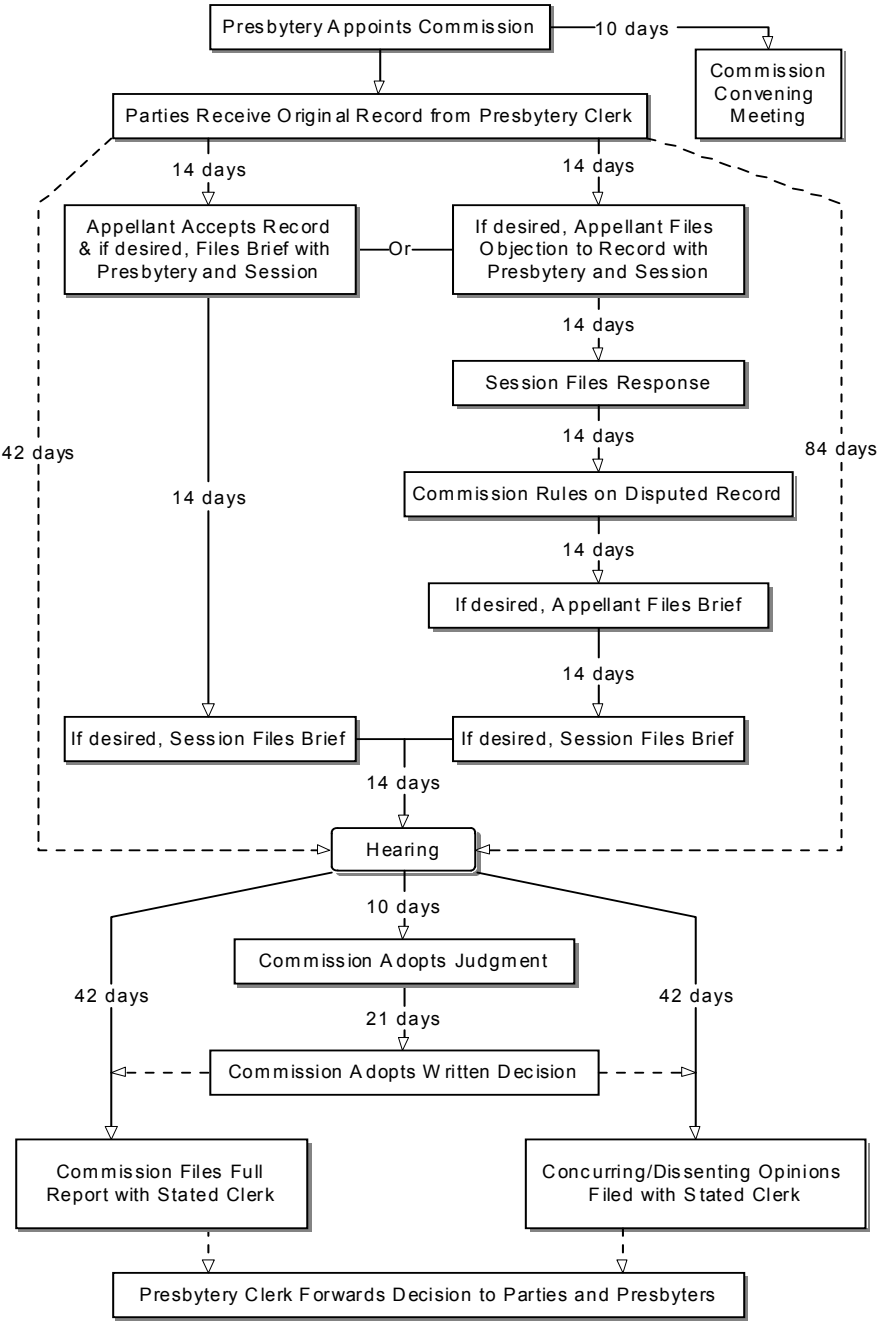 Presbytery Appoints Commission
10 days
Commission
Convening
Meeting
Parties Receive Original Record from Presbytery Clerk
14 days
14 days
Appellant Accepts Record
& if desired, Files Brief with
Presbytery and Session
Or
If desired, Appellant Files
Objection to Record with
Presbytery and Session
14 days
Session Files Response
14 days
42 days
84 days
14 days
Commission Rules on Disputed Record
14 days
If desired, Appellant Files Brief
14 days
If desired, Session Files Brief
If desired, Session Files Brief
14 days
Hearing
10 days
Commission Adopts Judgment
42 days
42 days
21 days
Commission Adopts Written Decision
Commission Files Full
Report with Stated Clerk
Concurring/Dissenting Opinions
Filed with Stated Clerk
Presbytery Clerk Forwards Decision to Parties and Presbyters